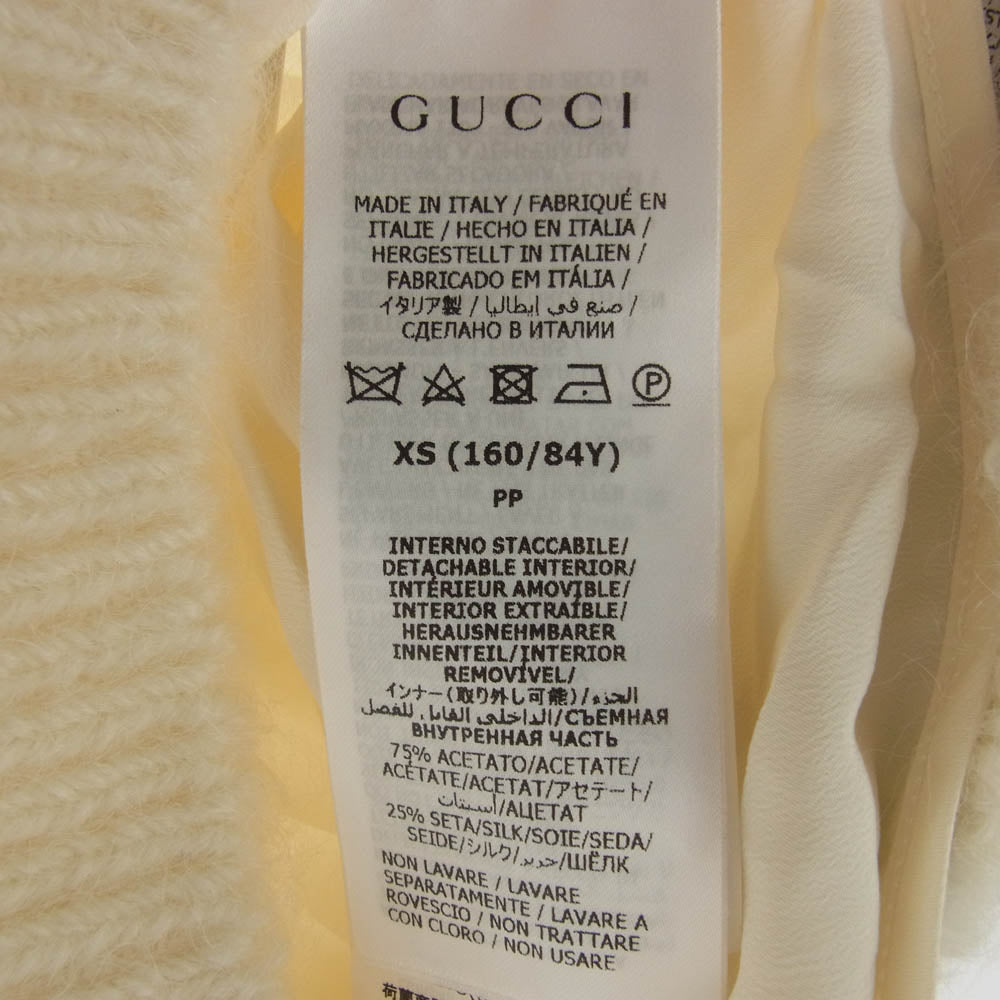 GUCCI
MADE IN ITALY / FABRIQUÉ EN
ITALIE / HECHO EN ITALIA /
HERGESTELLT IN ITALIEN /
FABRICADO EM ITÁLIA /
イタリア製 / صنع في إيطاليا /
СДЕЛАНО В ИТАЛИИ
P
XS (160/84Y)
PP
INTERNO STACCABILE/
DETACHABLE INTERIOR/
INTÉRIEUR AMOVIBLE/
INTERIOR EXTRAÍBLE/
HERAUSNEHMBARER
INNENTEIL/INTERIOR
REMOVÍVEL/
インナー(取り外し可能)/الجزء
الداخلي القابل للفصل/СЪЕМНАЯ
ВНУТРЕННАЯ ЧАСТЬ
75% ACETATO/ACETATE/
ACÉTATE/ACETAT/アセテート/
أسيتات/АЦЕТАТ
25% SETA/SILK/SOIE/SEDA/
SEIDE/シルク/حرير/ШЁЛК
NON LAVARE / LAVARE
SEPARATAMENTE / LAVARE A
ROVESCIO / NON TRATTARE
CON CLORO / NON USARE